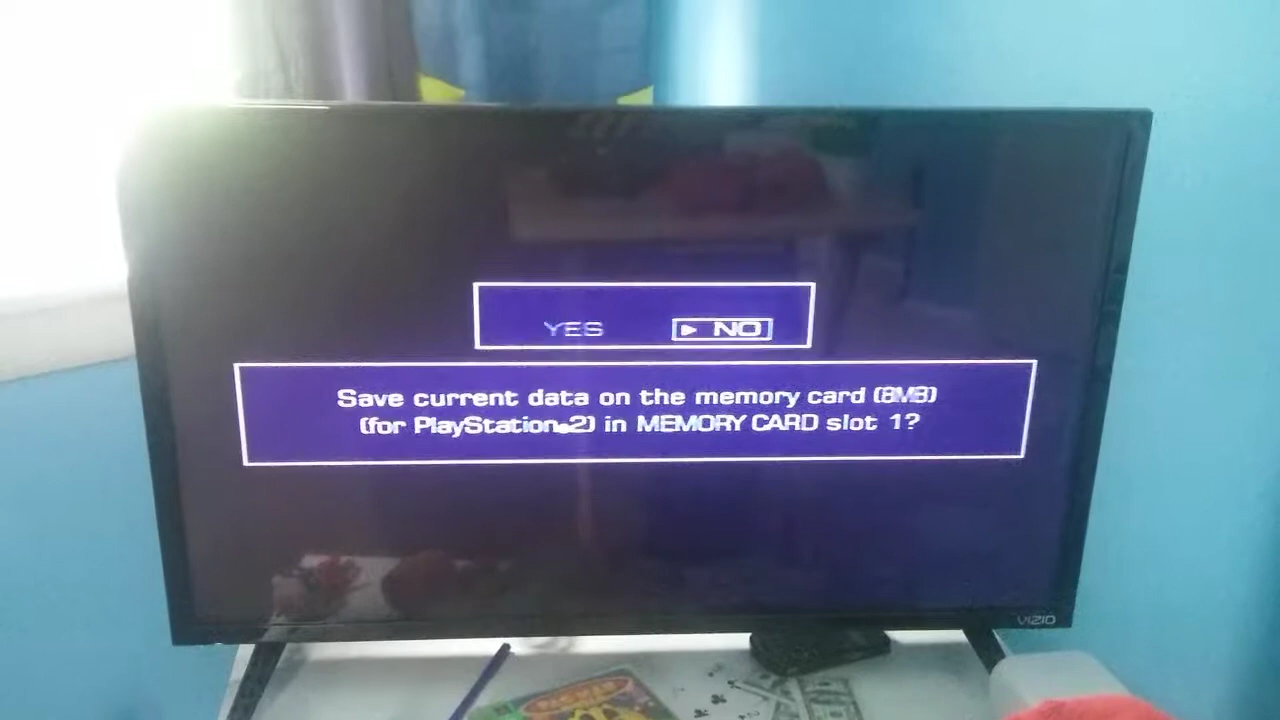 YES ► NO
Save current data on the memory card (8MB)
(for PlayStation®2) in MEMORY CARD slot 1?
VIZIO